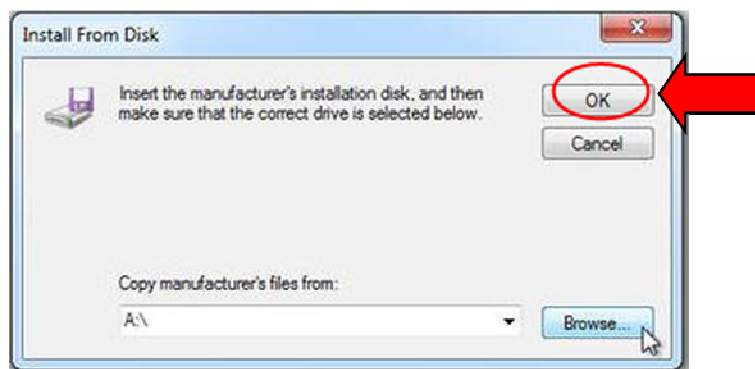 Install From Disk
Insert the manufacturer's installation disk, and then
make sure that the correct drive is selected below.
OK
Cancel
Copy manufacturer's files from:
A:\
Browse...